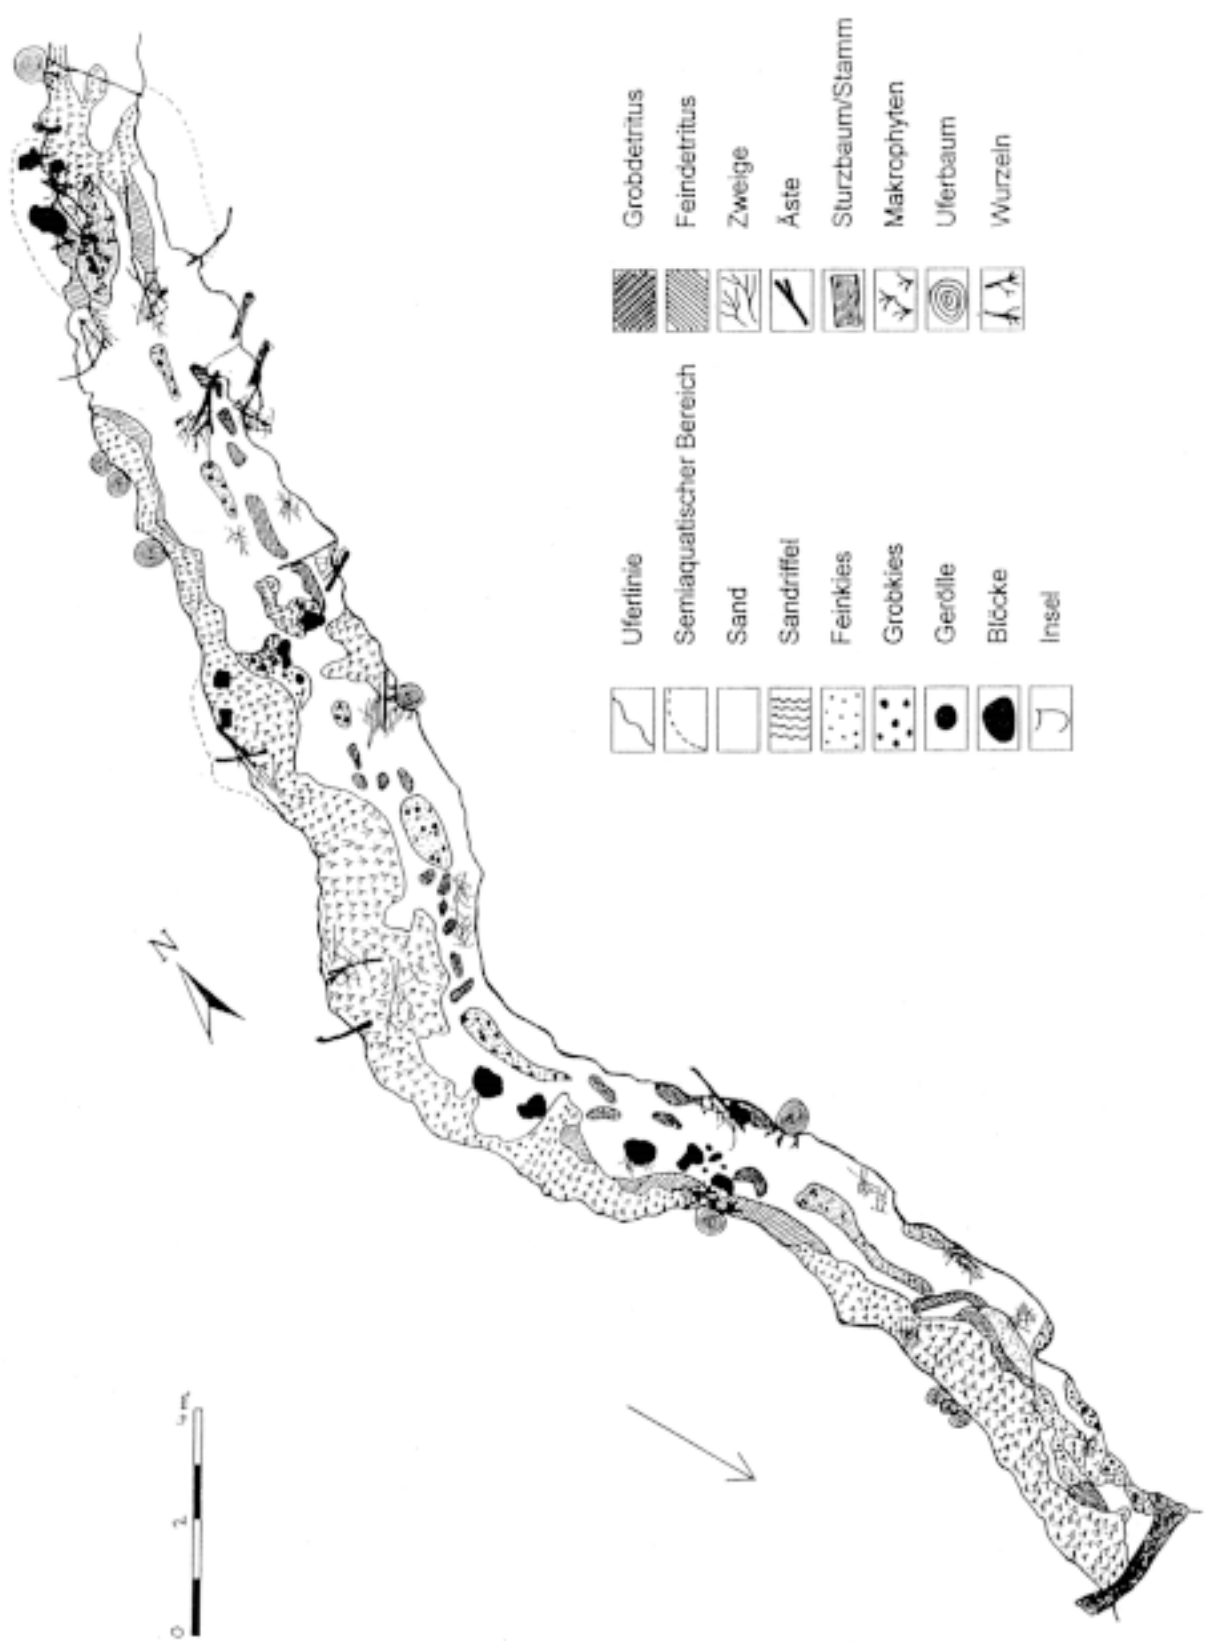 Uferlinie
Semiaquatischer Bereich
Sand
Sandriffel
Feinkies
Grobkies
Gerölle
Blöcke
Insel
Grobdetritus
Feindetritus
Zweige
Äste
Sturzbaum/Stamm
Makrophyten
Uferbaum
Wurzeln
N
0 2 4 m